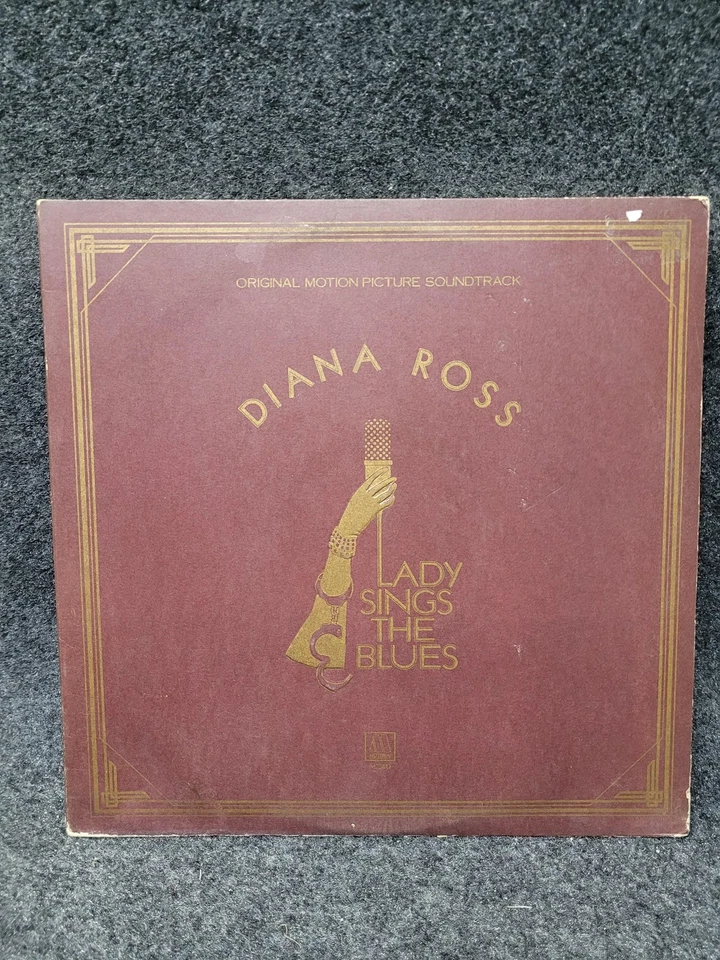 ORIGINAL MOTION PICTURE SOUNDTRACK
DIANA ROSS
LADY
SINGS
THE
BLUES